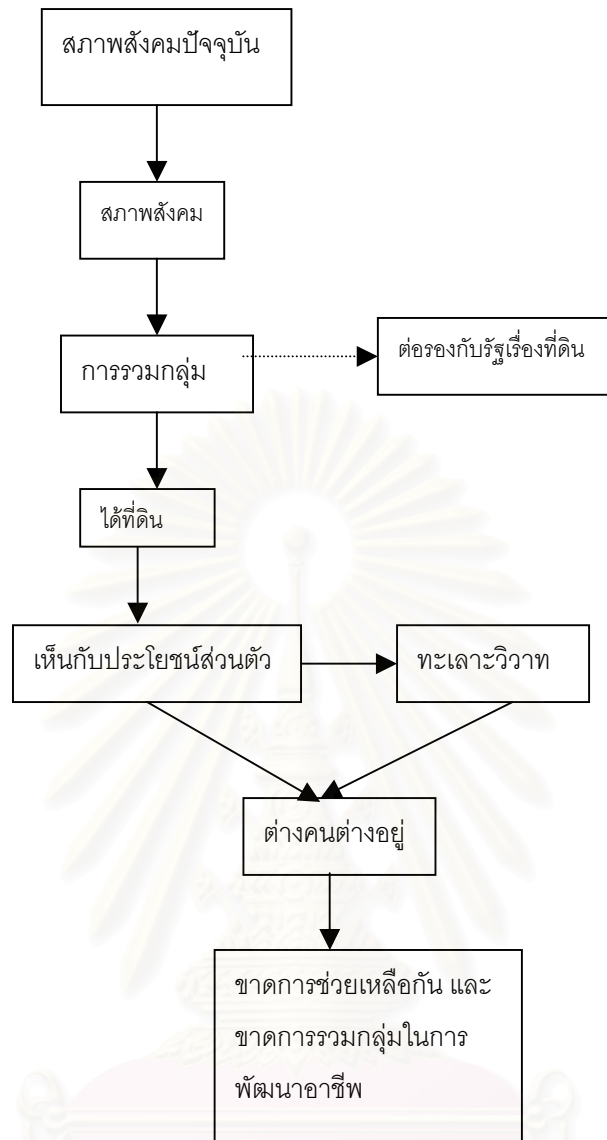 สภาพสังคมปัจจุบัน
สภาพสังคม
การรวมกลุ่ม
ต่อรองกับรัฐเรื่องที่ดิน
ได้ที่ดิน
เห็นกับประโยชน์ส่วนตัว
ทะเลาะวิวาท
ต่างคนต่างอยู่
ขาดการช่วยเหลือกัน และ
ขาดการรวมกลุ่มในการ
พัฒนาอาชีพ